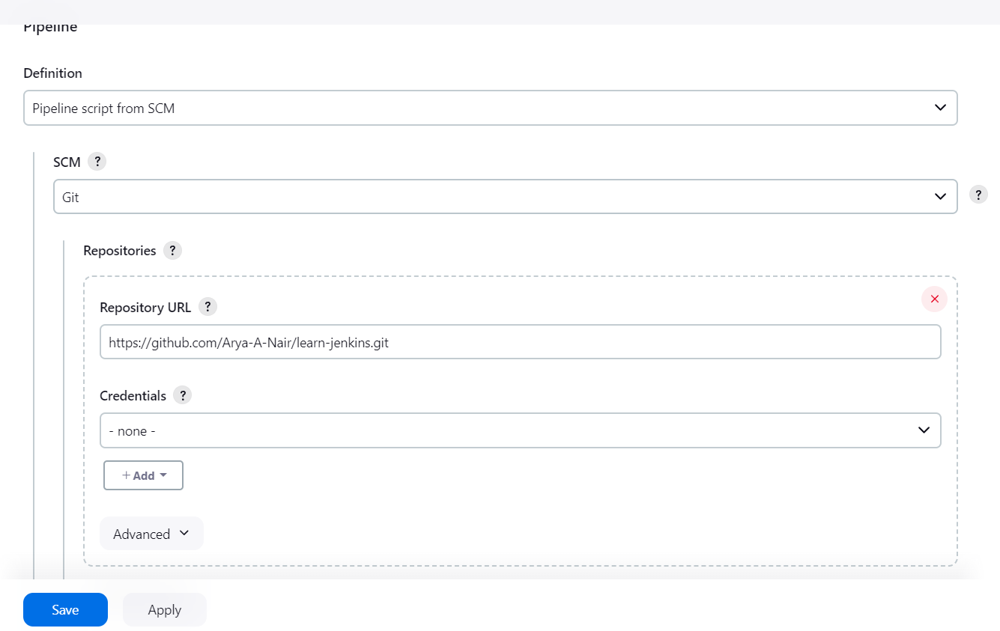 Pipeline
Definition
Pipeline script from SCM
SCM ?
Git
?
Repositories ?
Repository URL ?
https://github.com/Arya-A-Nair/learn-jenkins.git
Credentials ?
- none -
+ Add
Advanced
Save Apply